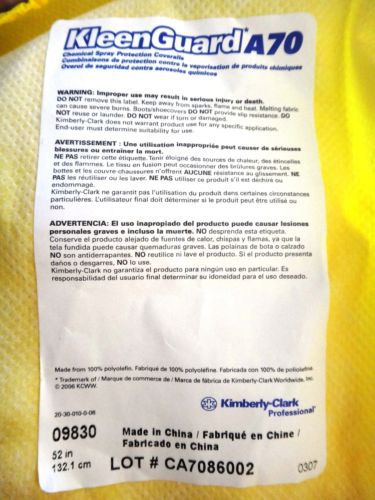 KleenGuard* A70
Chemical Spray Protection Coveralls
Combinaisons de protection contre la vaporisation de produits chimiques
Overol de seguridad contra aerosoles químicos
WARNING: Improper use may result in serious injury or death.
DO NOT remove this label. Keep away from sparks, flame and heat. Melting fabric
can cause severe burns. Boots/shoecovers DO NOT provide slip resistance. DO
NOT reuse or launder. DO NOT wear if torn or damaged.
Kimberly-Clark does not warrant product use for any specific application.
End-user must determine suitability for use.
AVERTISSEMENT : Une utilisation inappropriée peut causer de sérieuses
blessures ou entraîner la mort.
NE PAS retirer cette étiquette. Tenir éloigné des sources de chaleur, des étincelles
et des flammes. Le tissu en fusion peut occasionner des brûlures graves. Les
bottes et les couvre-chaussures n'offrent AUCUNE résistance au glissement. NE
PAS les réutiliser ou les laver. NE PAS utiliser ce produit s'il est déchiré ou
endommagé.
Kimberly-Clark ne garantit pas l'utilisation du produit dans certaines circonstances
particulières. L'utilisateur final doit déterminer si le produit peut être utilisé ou
non.
ADVERTENCIA: El uso inapropiado del producto puede causar lesiones
personales graves e incluso la muerte. NO desprenda esta etiqueta.
Conserve el producto alejado de fuentes de calor, chispas y flamas, ya que la
tela fundida puede causar quemaduras graves. Las polainas de bota o calzado
NO son antiderrapantes. NO reutilice ni lave el producto. Si el producto presenta
daños o desgarres, NO lo use.
Kimberly-Clark no garantiza el producto para ningún uso en particular. Es
responsabilidad del usuario final determinar su idoneidad para el uso deseado.
Made from 100% polyolefin. Fabriqué de 100% polyoléfine. Fabricada con 100% de poliolefina.
* Trademark of / Marque de commerce de / Marca de fábrica de Kimberly-Clark Worldwide, Inc.
© 2006 KCWW.
20-30-010-0-06
Kimberly-Clark
Professional*
09830
Made in China / Fabriqué en Chine /
Fabricado en China
52 in
132.1 cm
LOT # CA7086002
0307